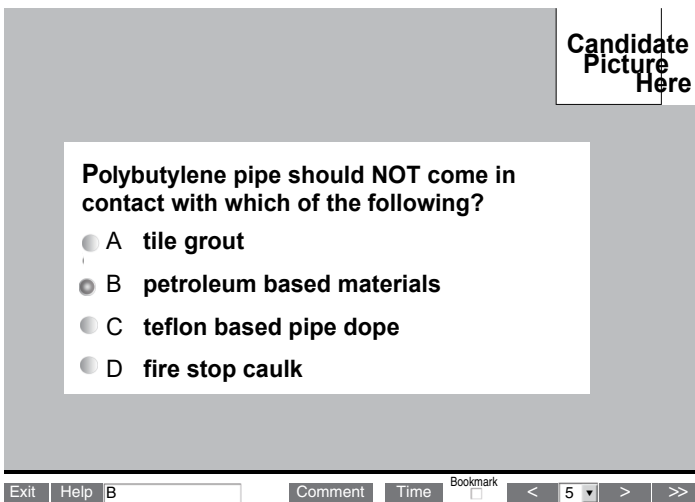 Candidate
Picture
Here
Polybutylene pipe should NOT come in
contact with which of the following?
A tile grout
B petroleum based materials
C teflon based pipe dope
D fire stop caulk
Exit Help B Comment Time Bookmark < 5 > >>